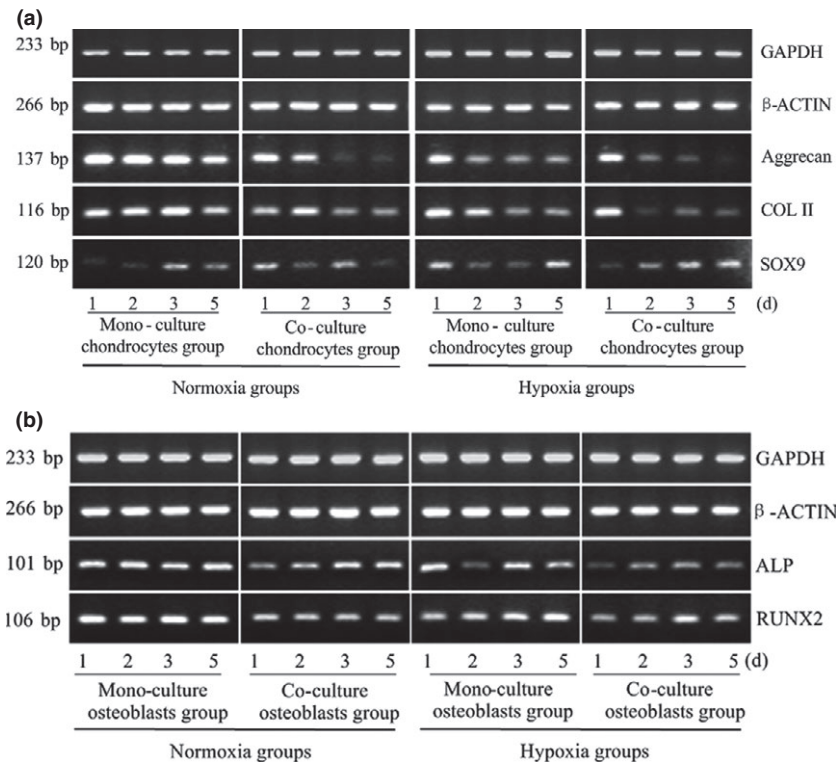 (a)
233 bp GAPDH
266 bp β-ACTIN
137 bp Aggrecan
116 bp COL II
120 bp SOX9
1 2 3 5 1 2 3 5 1 2 3 5 1 2 3 5 (d)
Mono-culture Co-culture Mono-culture Co-culture
chondrocytes group chondrocytes group chondrocytes group chondrocytes group
Normoxia groups Hypoxia groups
(b)
233 bp GAPDH
266 bp β-ACTIN
101 bp ALP
106 bp RUNX2
1 2 3 5 1 2 3 5 1 2 3 5 1 2 3 5 (d)
Mono-culture Co-culture Mono-culture Co-culture
osteoblasts group osteoblasts group osteoblasts group osteoblasts group
Normoxia groups Hypoxia groups